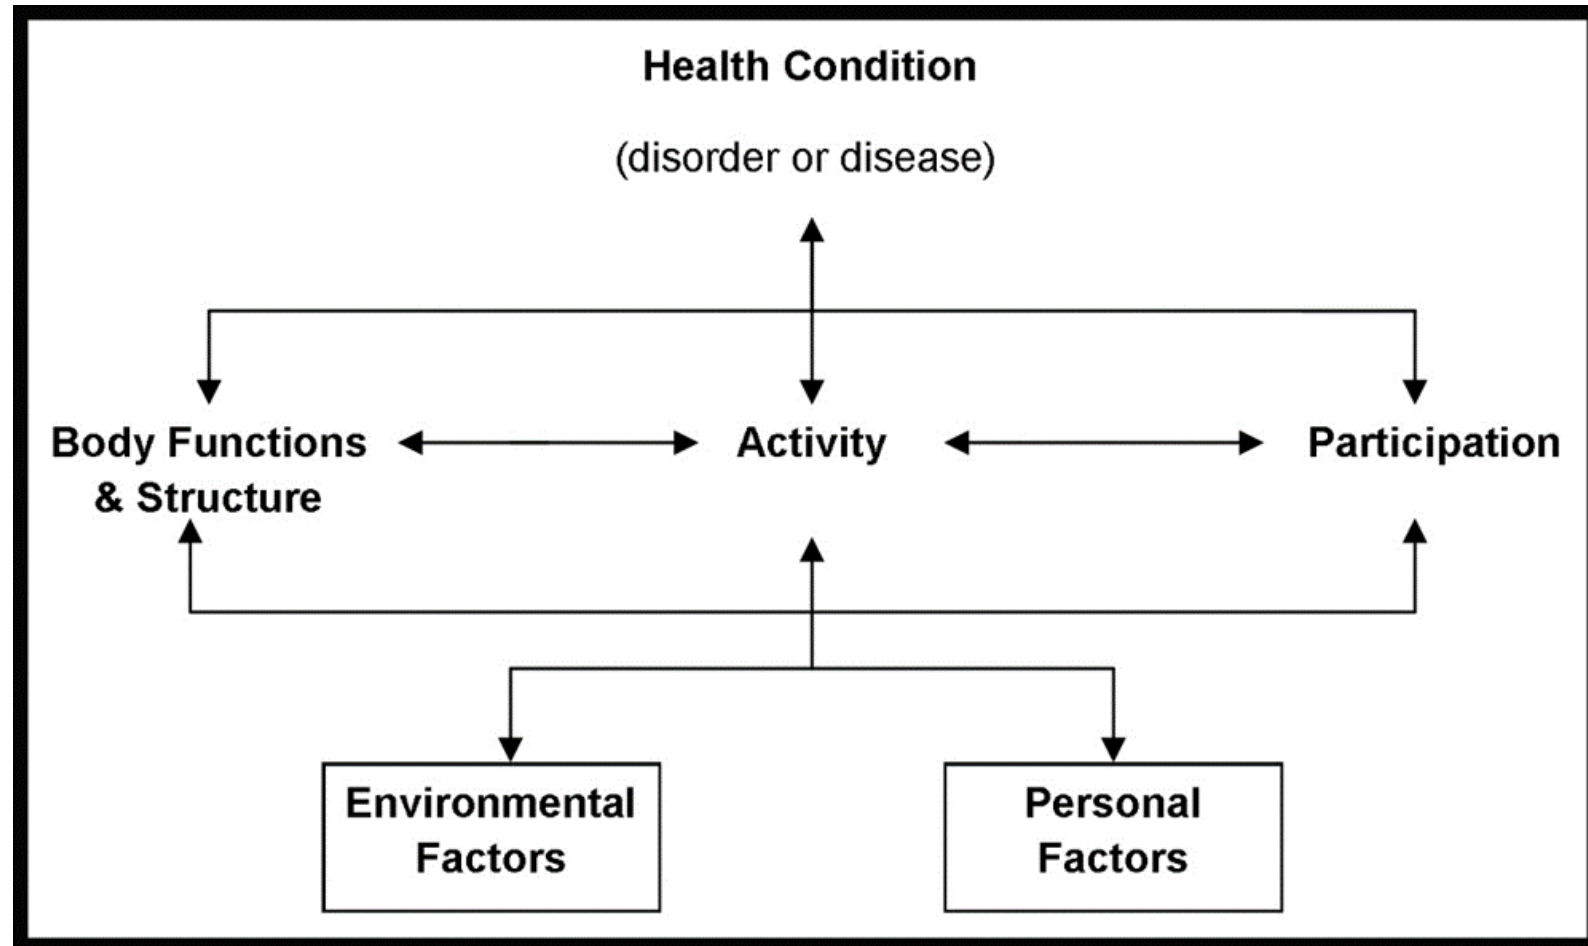 Health Condition
(disorder or disease)
Body Functions
& Structure
Activity
Participation
Environmental
Factors
Personal
Factors